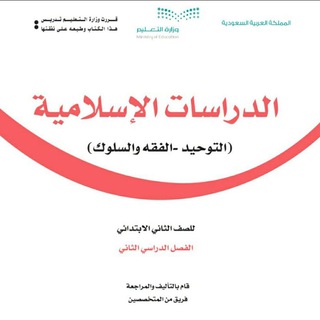 المملكة العربية السعودية
وزارة التعليم
Ministry of Education
قررت وزارة التعليم تدريس
هذا الكتاب وطبعه على نفقتها
الدراسات الإسلامية
(التوحيد -الفقه والسلوك)
للصف الثاني الابتدائي
الفصل الدراسي الثاني
قام بالتأليف والمراجعة
فريق من المتخصصين